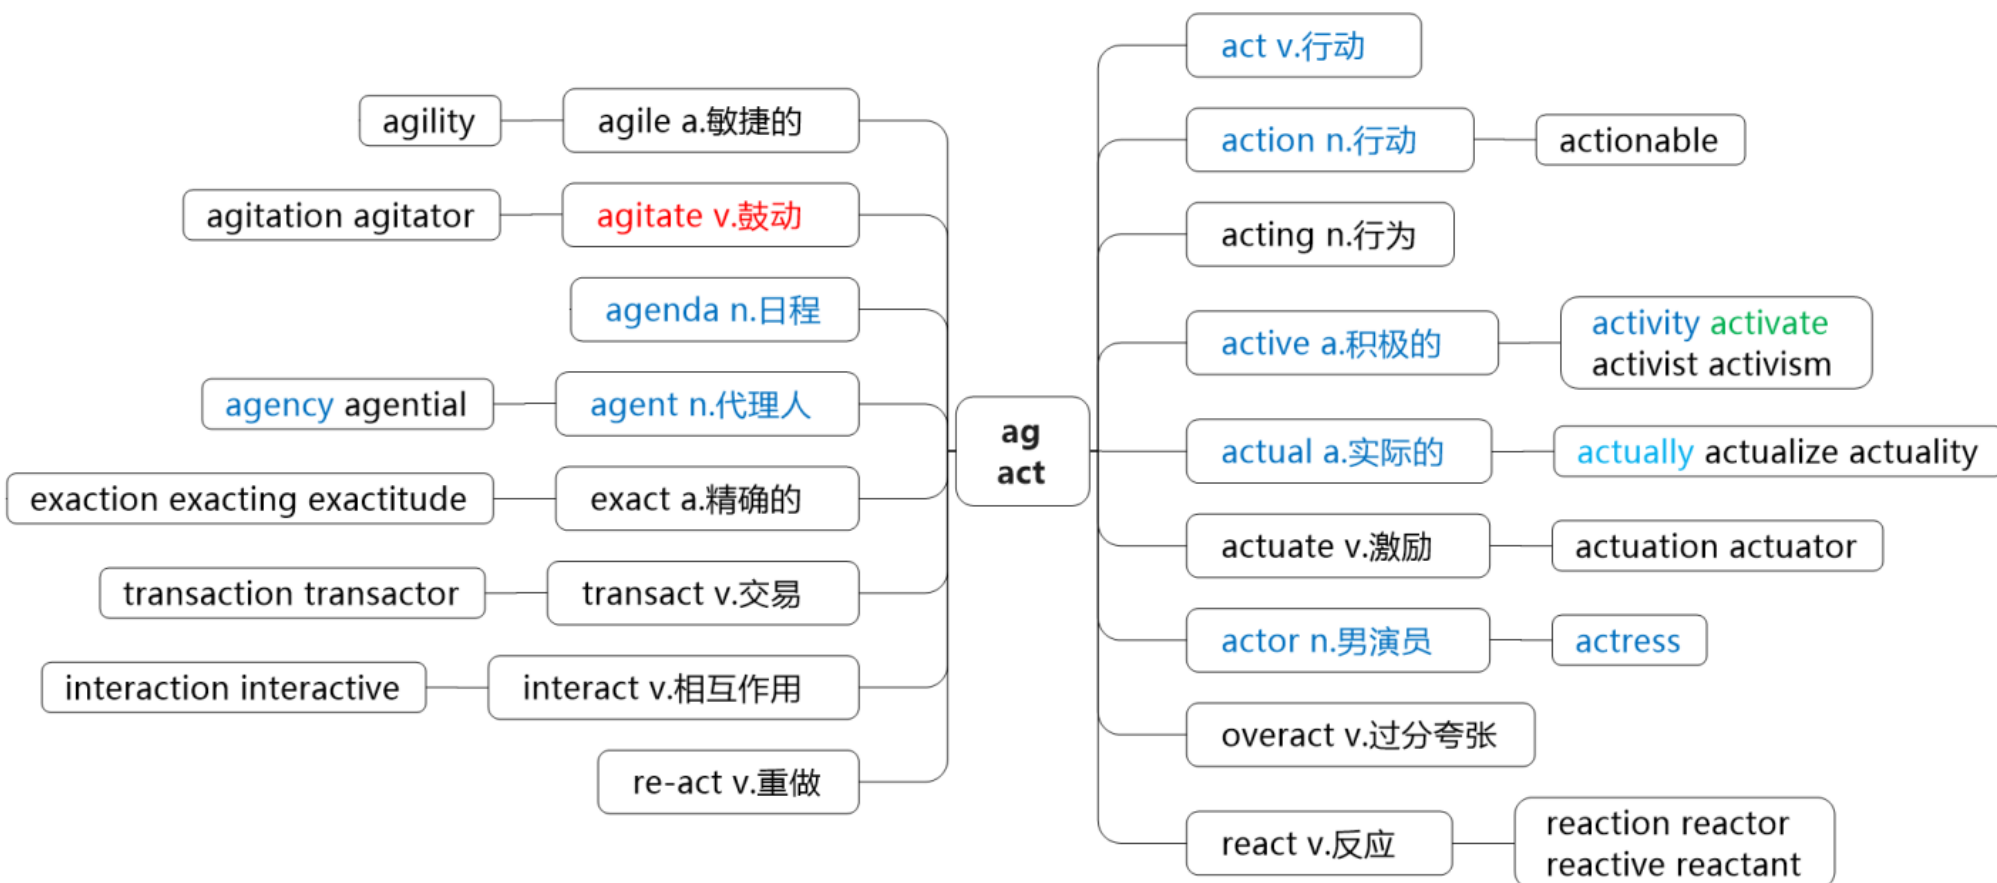 ag
act
act v.行动
action n.行动
actionable
acting n.行为
active a.积极的
activity activate
activist activism
actual a.实际的
actually actualize actuality
actuate v.激励
actuation actuator
actor n.男演员
actress
overact v.过分夸张
react v.反应
reaction reactor
reactive reactant
agile a.敏捷的
agility
agitate v.鼓动
agitation agitator
agenda n.日程
agent n.代理人
agency agential
exact a.精确的
exaction exacting exactitude
transact v.交易
transaction transactor
interact v.相互作用
interaction interactive
re-act v.重做